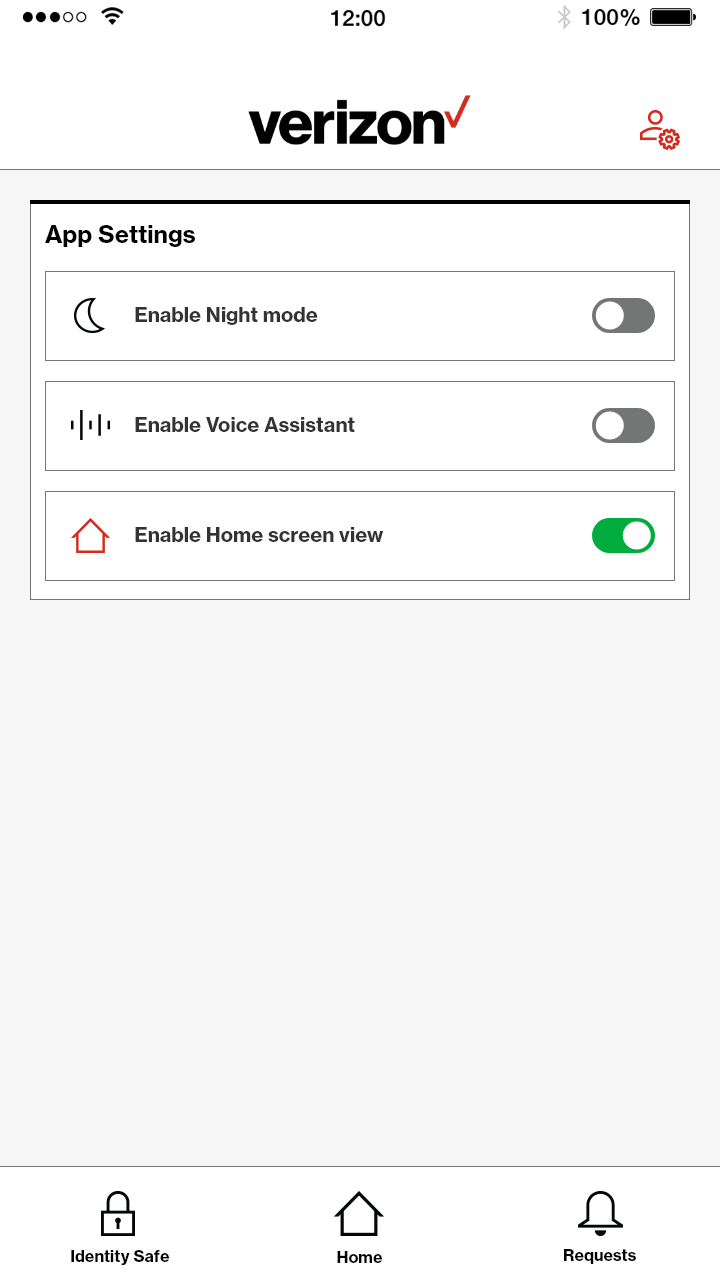 12:00
100%
verizon
App Settings
Enable Night mode
Enable Voice Assistant
Enable Home screen view
Identity Safe
Home
Requests